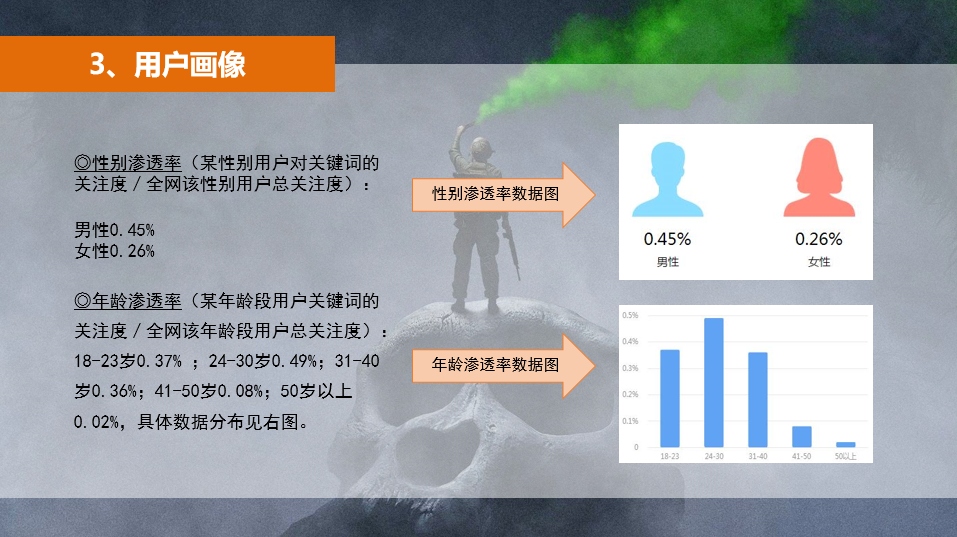 3、用户画像
◎性别渗透率（某性别用户对关键词的
关注度/全网该性别用户总关注度）：
男性0.45%
女性0.26%
◎年龄渗透率（某年龄段用户关键词的
关注度/全网该年龄段用户总关注度）：
18-23岁0.37% ；24-30岁0.49%；31-40
岁0.36%；41-50岁0.08%；50岁以上
0.02%，具体数据分布见右图。
性别渗透率数据图
0.45%
男性
0.26%
女性
年龄渗透率数据图
0.5%
0.4%
0.3%
0.2%
0.1%
0
18-23
24-30
31-40
41-50
50以上